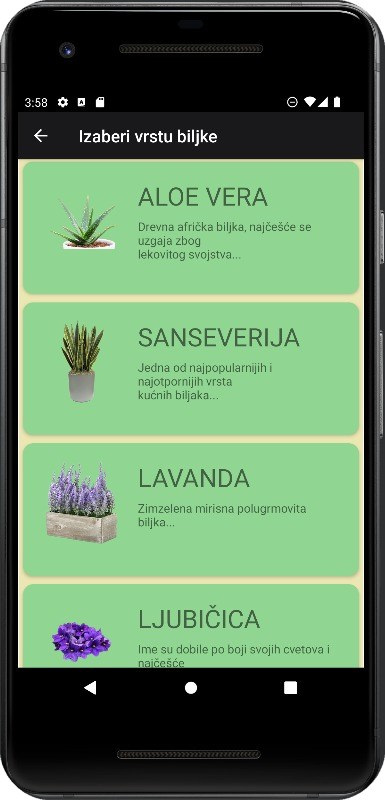 3:58
Izaberi vrstu biljke
ALOE VERA
Drevna afrička biljka, najčešće se
uzgaja zbog
lekovitog svojstva...
SANSEVERIJA
Jedna od najpopularnijih i
najotpornijih vrsta
kućnih biljaka...
LAVANDA
Zimzelena mirisna polugrmovita
biljka...
LJUBIČICA
Ime su dobile po boji svojih cvetova i
najčešće